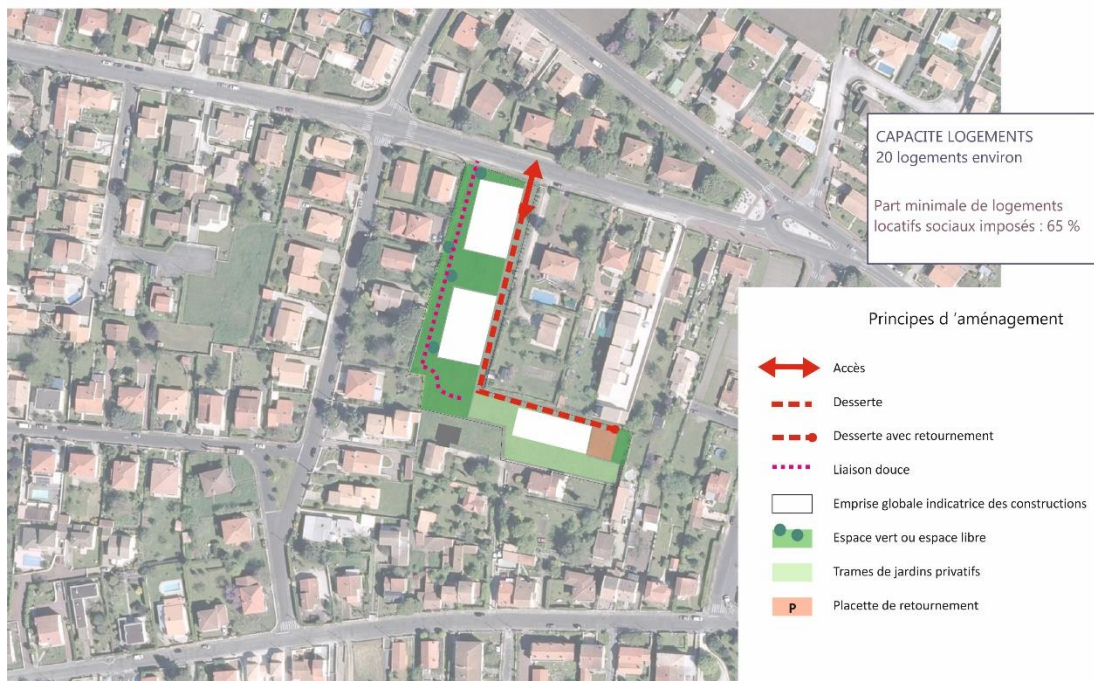 CAPACITE LOGEMENTS
20 logements environ
Part minimale de logements
locatifs sociaux imposés : 65 %
Principes d 'aménagement
Accès
Desserte
Desserte avec retournement
Liaison douce
Emprise globale indicatrice des constructions
Espace vert ou espace libre
Trames de jardins privatifs
P
Placette de retournement